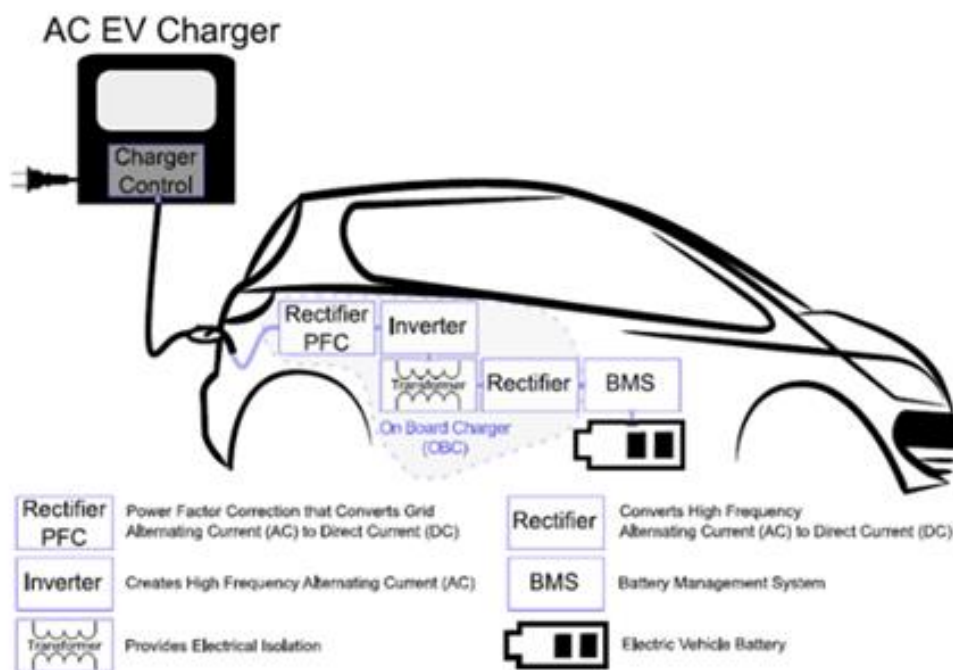 AC EV Charger
Charger
Control
Rectifier
PFC
Inverter
Transformer
Rectifier
BMS
On Board Charger
(OBC)
Rectifier
PFC
Power Factor Correction that Converts Grid
Alternating Current (AC) to Direct Current (DC)
Rectifier
Converts High Frequency
Alternating Current (AC) to Direct Current (DC)
Inverter
Creates High Frequency Alternating Current (AC)
BMS
Battery Management System
Transformer
Provides Electrical Isolation
Electric Vehicle Battery